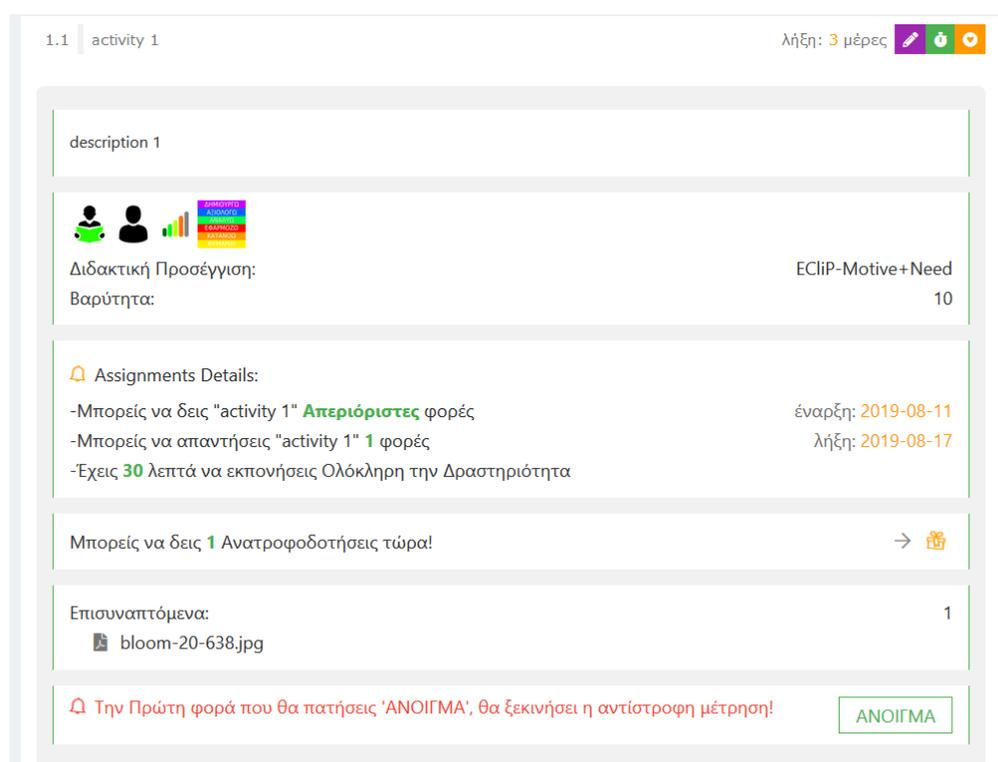 1.1 activity 1 λήξη: 3 μέρες
description 1
ΔΗΜΙΟΥΡΓΩ
ΑΞΙΟΛΟΓΩ
ΑΝΑΛΥΩ
ΕΦΑΡΜΟΖΩ
ΚΑΤΑΝΟΩ
Διδακτική Προσέγγιση: ECliP-Motive+Need
Βαρύτητα: 10
Assignments Details:
-Μπορείς να δεις "activity 1" Απεριόριστες φορές έναρξη: 2019-08-11
-Μπορείς να απαντήσεις "activity 1" 1 φορές λήξη: 2019-08-17
-Έχεις 30 λεπτά να εκπονήσεις Ολόκληρη την Δραστηριότητα
Μπορείς να δεις 1 Ανατροφοδοτήσεις τώρα!
Επισυναπτόμενα: 1
bloom-20-638.jpg
Την Πρώτη φορά που θα πατήσεις 'ΑΝΟΙΓΜΑ', θα ξεκινήσει η αντίστροφη μέτρηση! ΑΝΟΙΓΜΑ